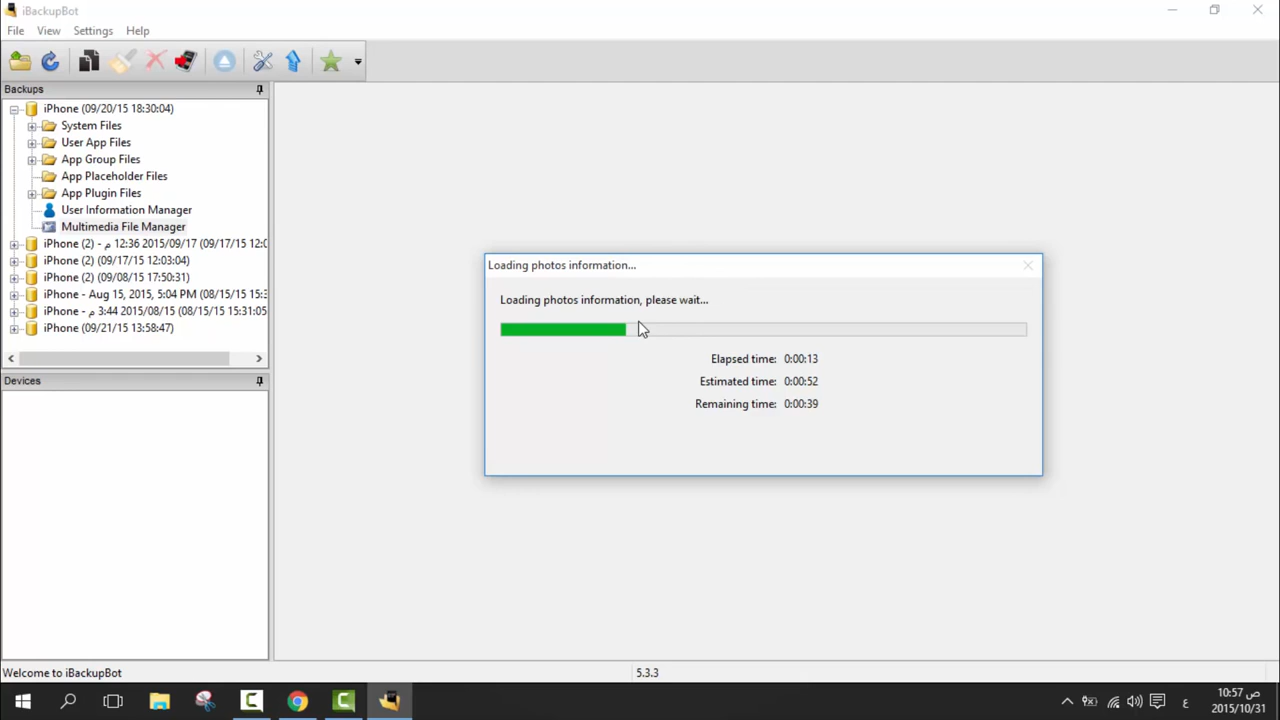 iBackupBot
File View Settings Help
Backups
iPhone (09/20/15 18:30:04)
System Files
User App Files
App Group Files
App Placeholder Files
App Plugin Files
User Information Manager
Multimedia File Manager
iPhone (2) - م 12:36 2015/09/17 (09/17/15 12:0
iPhone (2) (09/17/15 12:03:04)
iPhone (2) (09/08/15 17:50:31)
iPhone - Aug 15, 2015, 5:04 PM (08/15/15 15:3
iPhone - م 3:44 2015/08/15 (08/15/15 15:31:05
iPhone (09/21/15 13:58:47)
Devices
Loading photos information...
Loading photos information, please wait...
Elapsed time: 0:00:13
Estimated time: 0:00:52
Remaining time: 0:00:39
Welcome to iBackupBot
5.3.3
ع
10:57 ص
2015/10/31